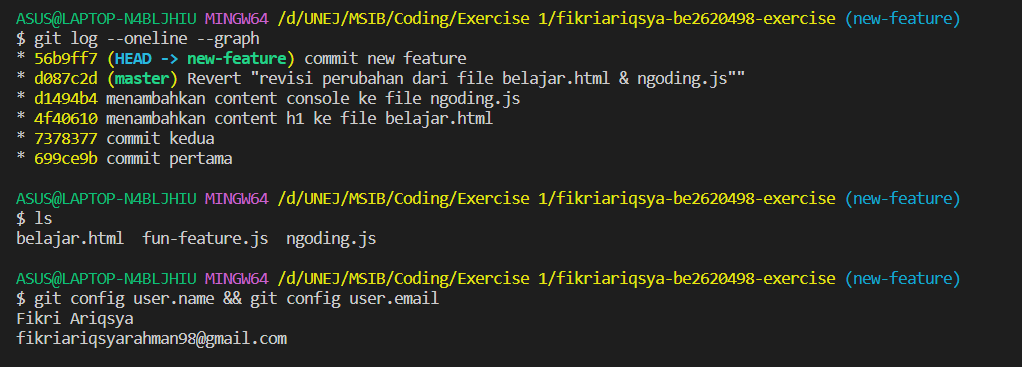 ASUS@LAPTOP-N4BLJHIU MINGW64 /d/UNEJ/MSIB/Coding/Exercise 1/fikriariqsya-be2620498-exercise (new-feature)
$ git log --oneline --graph
* 56b9ff7 (HEAD -> new-feature) commit new feature
* d087c2d (master) Revert "revisi perubahan dari file belajar.html & ngoding.js""
* d1494b4 menambahkan content console ke file ngoding.js
* 4f40610 menambahkan content h1 ke file belajar.html
* 7378377 commit kedua
* 699ce9b commit pertama
ASUS@LAPTOP-N4BLJHIU MINGW64 /d/UNEJ/MSIB/Coding/Exercise 1/fikriariqsya-be2620498-exercise (new-feature)
$ ls
belajar.html  fun-feature.js  ngoding.js
ASUS@LAPTOP-N4BLJHIU MINGW64 /d/UNEJ/MSIB/Coding/Exercise 1/fikriariqsya-be2620498-exercise (new-feature)
$ git config user.name && git config user.email
Fikri Ariqsya
fikriariqsyarahman98@gmail.com